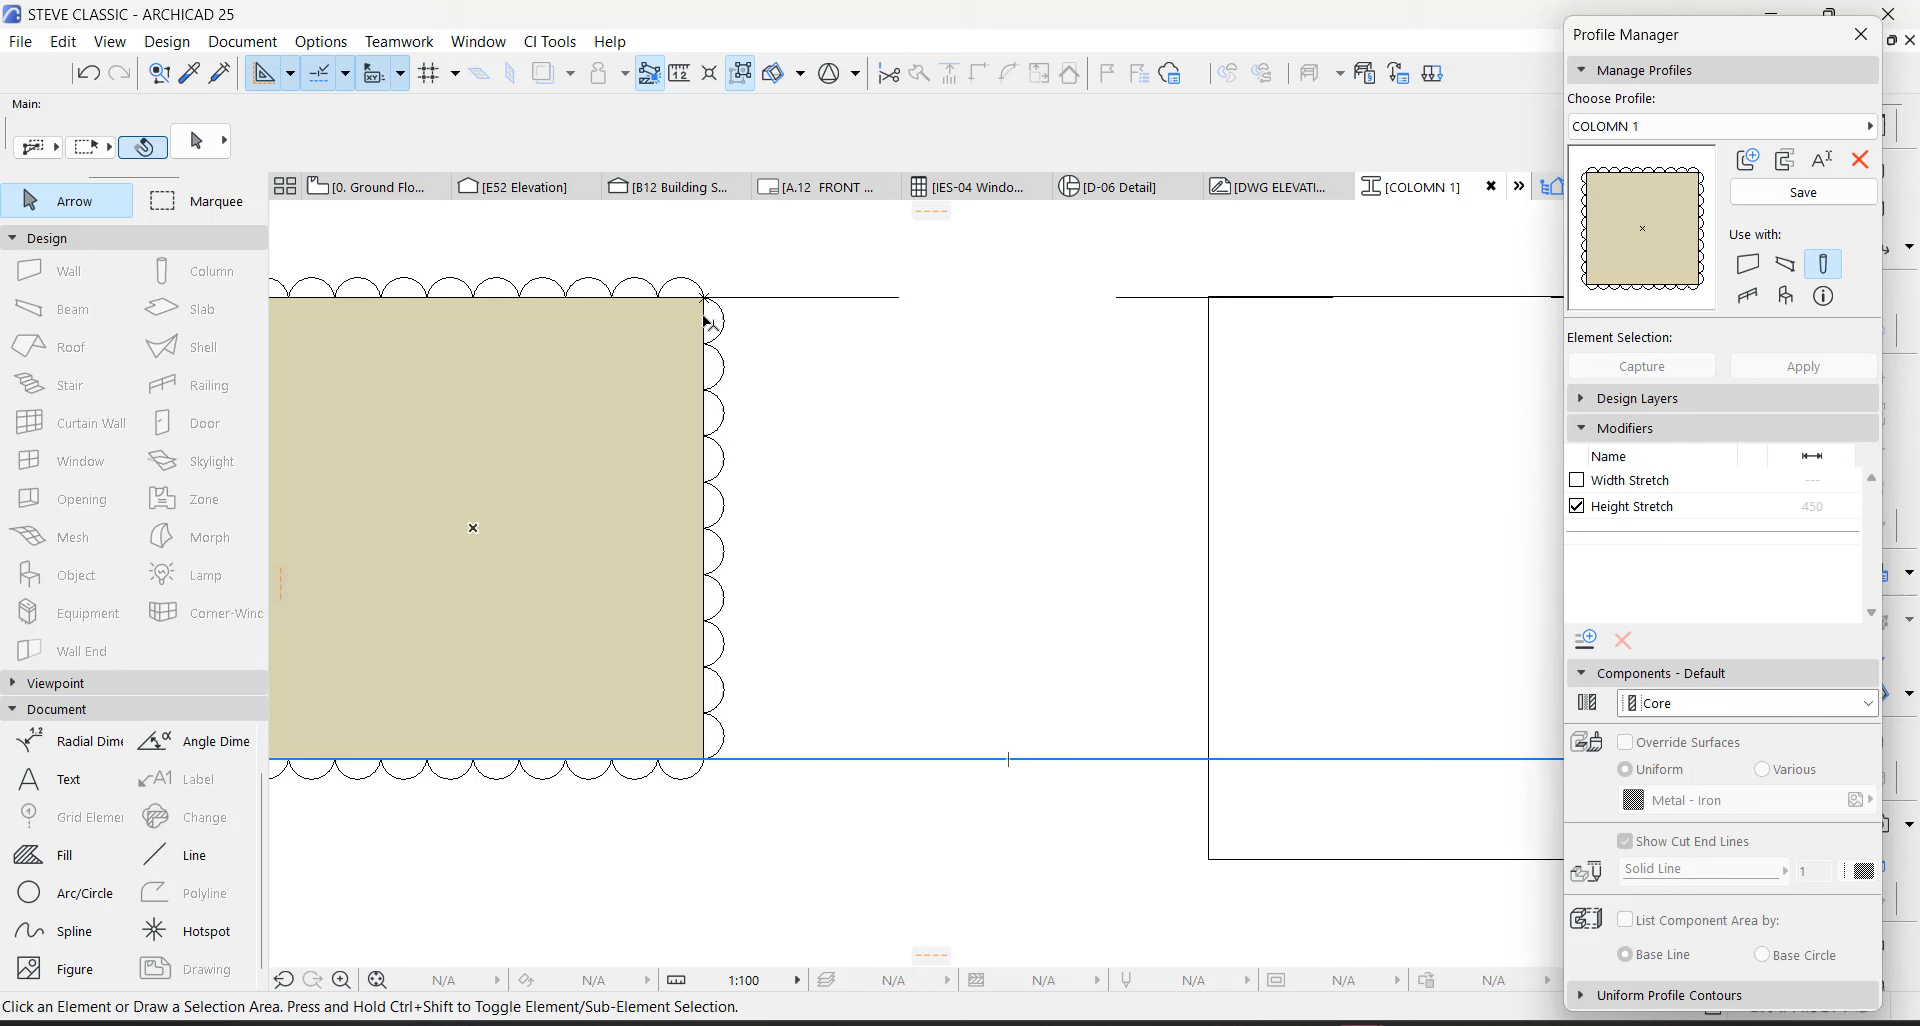 STEVE CLASSIC - ARCHICAD 25
File Edit View Design Document Options Teamwork Window CI Tools Help
Main:
[0. Ground Flo... [E52 Elevation] [B12 Building S... [A.12 FRONT ... [IES-04 Windo... [D-06 Detail] [DWG ELEVATI... [COLOMN 1]
Arrow Marquee
Design
Wall Column
Beam Slab
Roof Shell
Stair Railing
Curtain Wall Door
Window Skylight
Opening Zone
Mesh Morph
Object Lamp
Equipment Corner-Winc
Wall End
Viewpoint
Document
Radial Dime Angle Dime
Text Label
Grid Elemer Change
Fill Line
Arc/Circle Polyline
Spline Hotspot
Figure Drawing
N/A N/A 1:100 N/A N/A N/A N/A N/A
Click an Element or Draw a Selection Area. Press and Hold Ctrl+Shift to Toggle Element/Sub-Element Selection.
Profile Manager
Manage Profiles
Choose Profile:
COLOMN 1
Save
Use with:
Element Selection:
Capture Apply
Design Layers
Modifiers
Name
Width Stretch ---
Height Stretch 450
Components - Default
Core
Override Surfaces
Uniform Various
Metal - Iron
Show Cut End Lines
Solid Line 1
List Component Area by:
Base Line Base Circle
Uniform Profile Contours